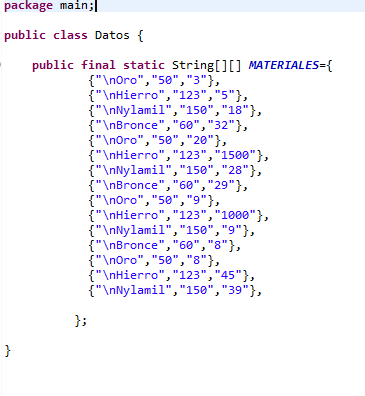 package main;
public class Datos {
public final static String[][] MATERIALES={
{"\nOro","50","3"},
{"\nHierro","123","5"},
{"\nNylamil","150","18"},
{"\nBronce","60","32"},
{"\nOro","50","20"},
{"\nHierro","123","1500"},
{"\nNylamil","150","28"},
{"\nBronce","60","29"},
{"\nOro","50","9"},
{"\nHierro","123","1000"},
{"\nNylamil","150","9"},
{"\nBronce","60","8"},
{"\nOro","50","8"},
{"\nHierro","123","45"},
{"\nNylamil","150","39"},
};
}